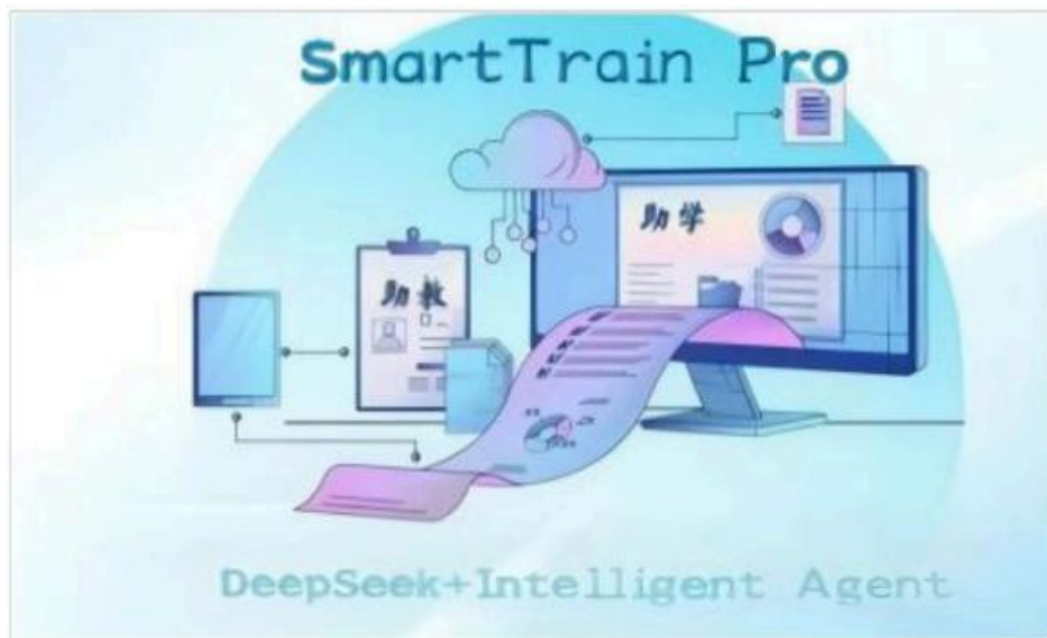 SmartTrain Pro
助学
助教
DeepSeek+Intelligent Agent